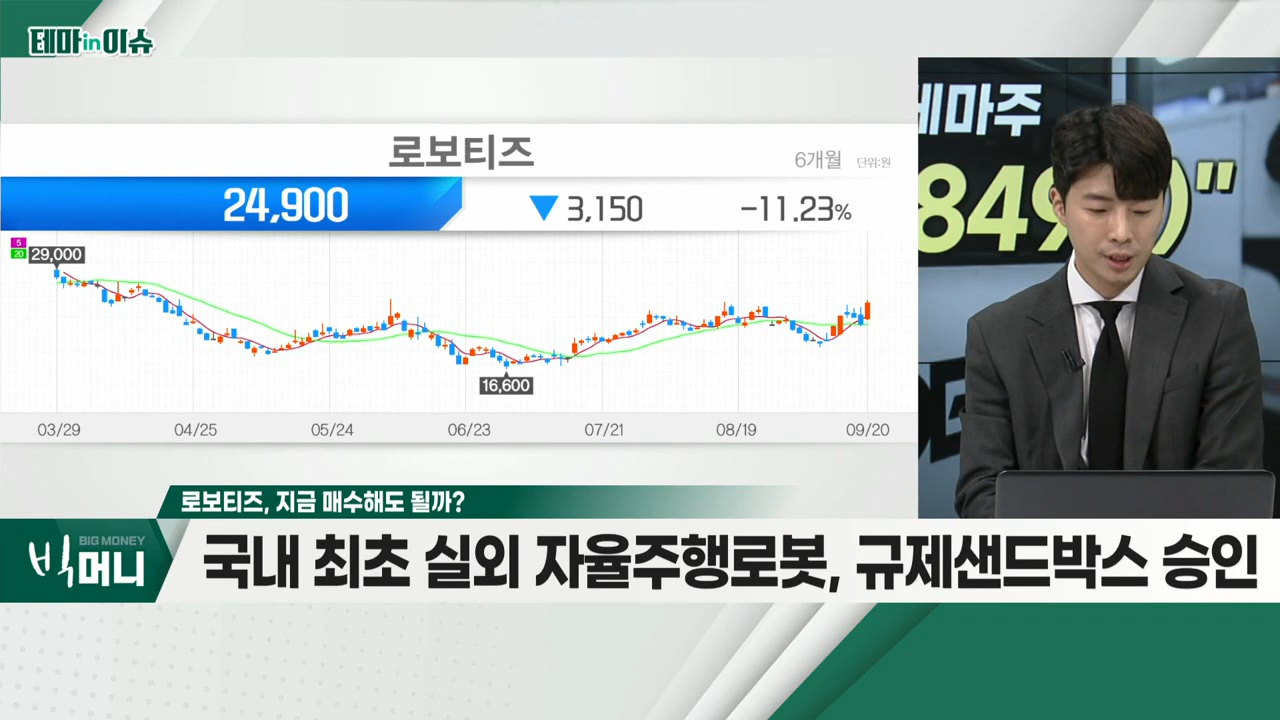 테마in이슈
로보티즈
6개월 단위:원
24,900 ▼ 3,150 -11.23%
5
20
29,000
16,600
03/29 04/25 05/24 06/23 07/21 08/19 09/20
테마주
로보티즈, 지금 매수해도 될까?
BIG MONEY
빅머니
국내 최초 실외 자율주행로봇, 규제샌드박스 승인